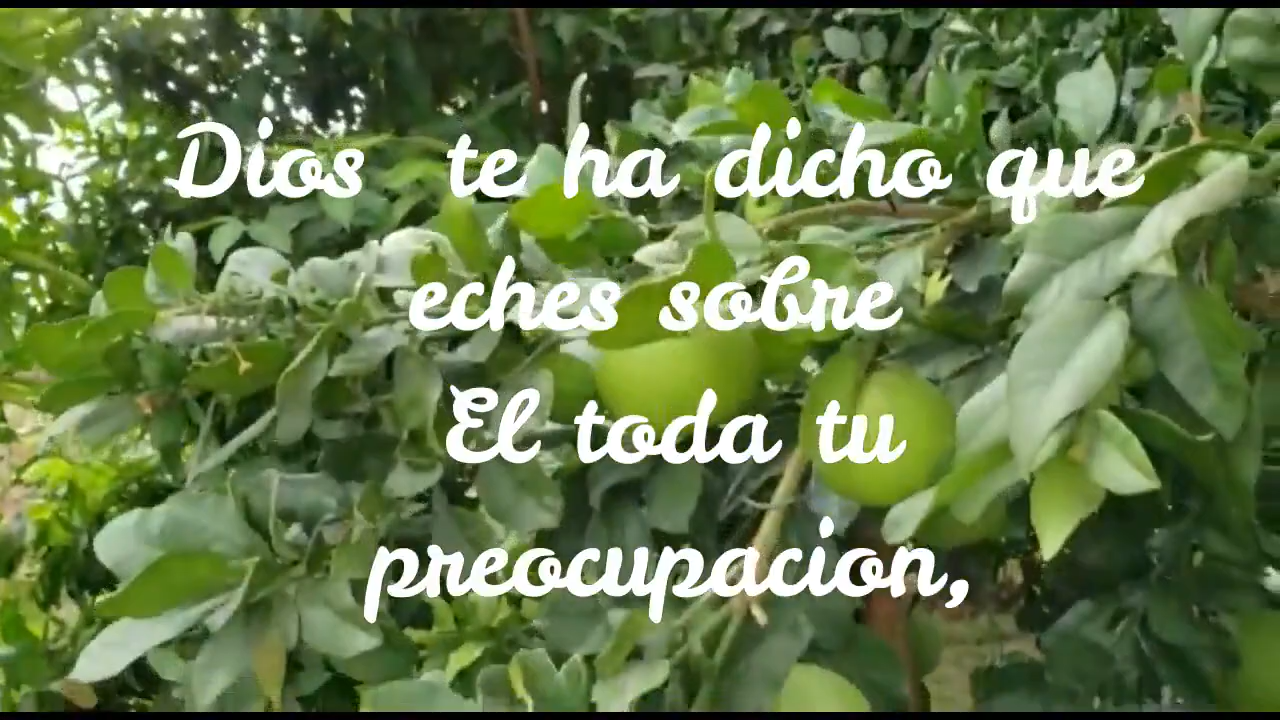 Dios te ha dicho que
eches sobre
El toda tu
preocupacion,